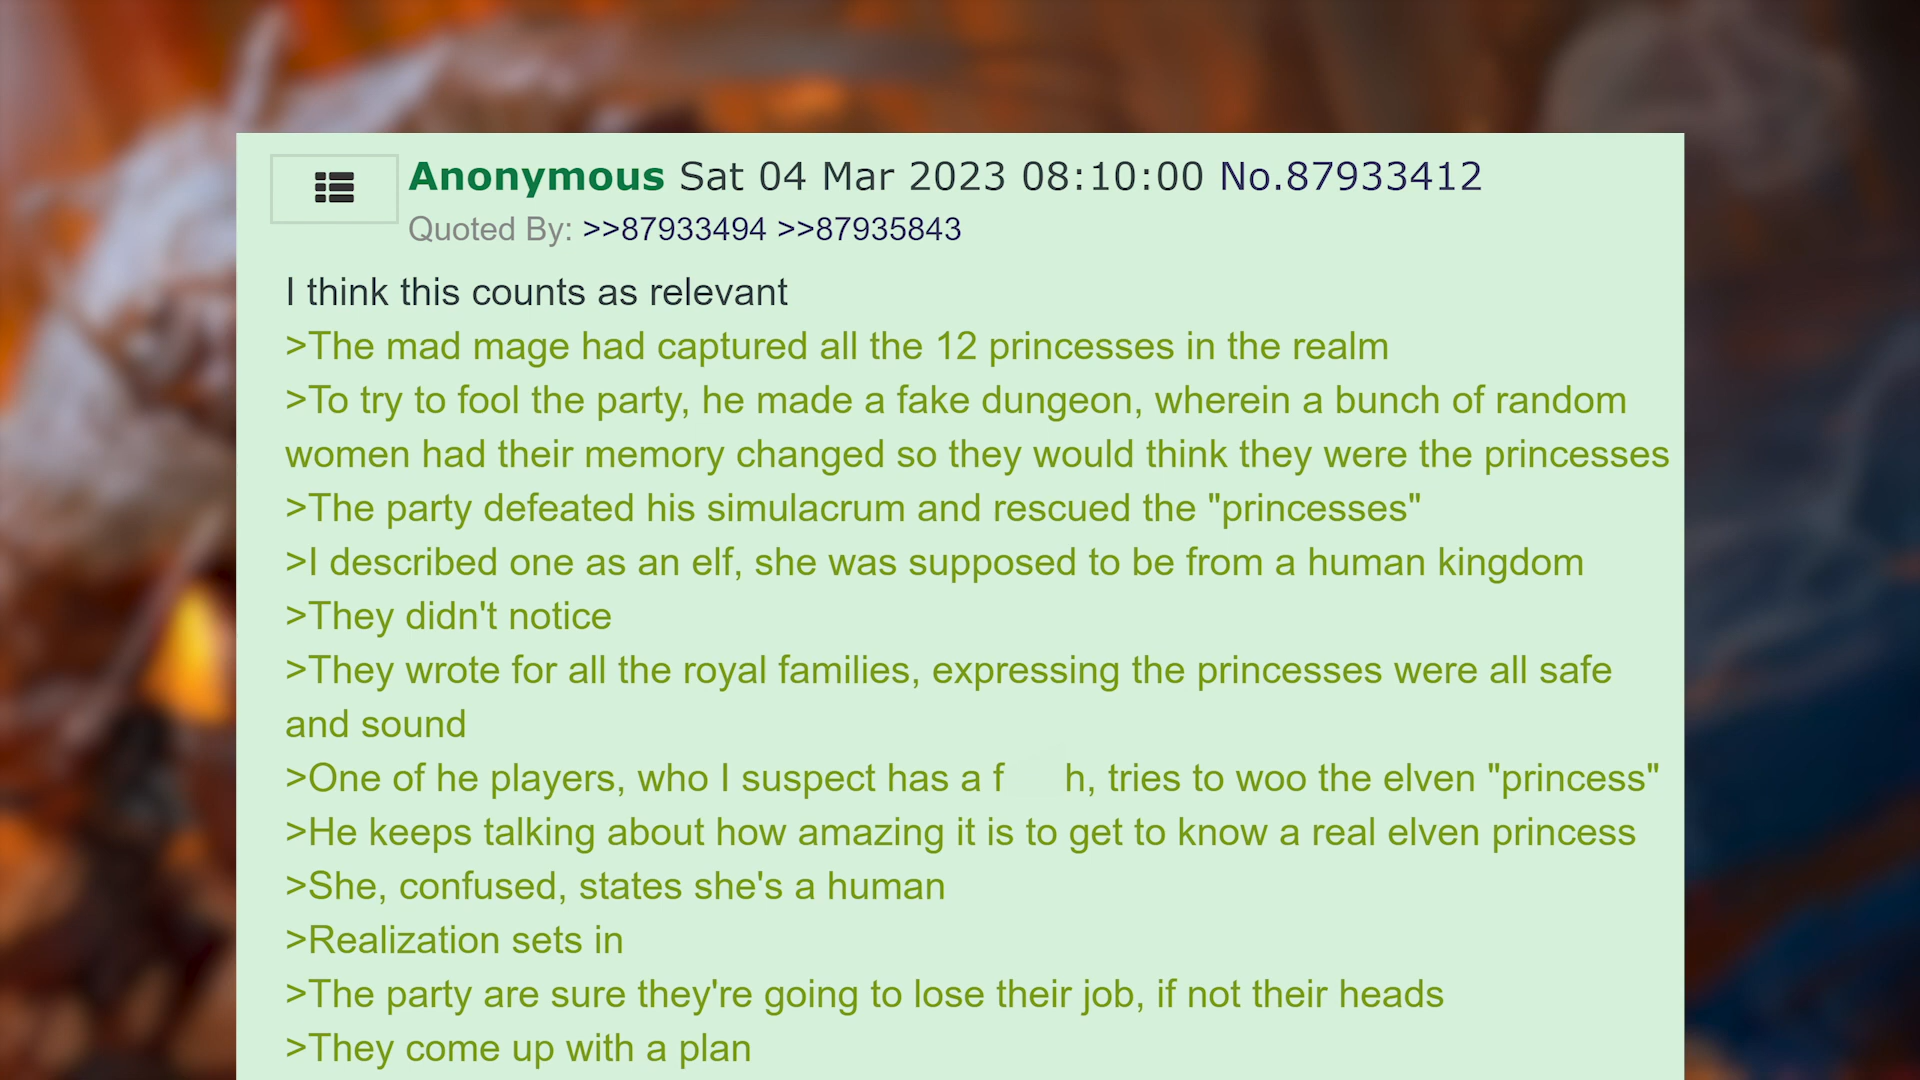 Anonymous Sat 04 Mar 2023 08:10:00 No.87933412
Quoted By: >>87933494 >>87935843
I think this counts as relevant
>The mad mage had captured all the 12 princesses in the realm
>To try to fool the party, he made a fake dungeon, wherein a bunch of random
women had their memory changed so they would think they were the princesses
>The party defeated his simulacrum and rescued the "princesses"
>I described one as an elf, she was supposed to be from a human kingdom
>They didn't notice
>They wrote for all the royal families, expressing the princesses were all safe
and sound
>One of he players, who I suspect has a f h, tries to woo the elven "princess"
>He keeps talking about how amazing it is to get to know a real elven princess
>She, confused, states she's a human
>Realization sets in
>The party are sure they're going to lose their job, if not their heads
>They come up with a plan